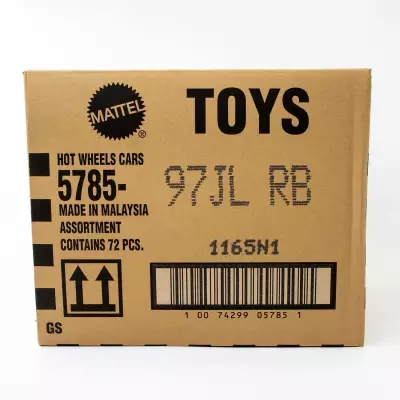 MATTEL
®
TOYS
HOT WHEELS CARS
5785-
97JL RB
MADE IN MALAYSIA
ASSORTMENT
CONTAINS 72 PCS.
1165N1
1 00 74299 05785 1
GS